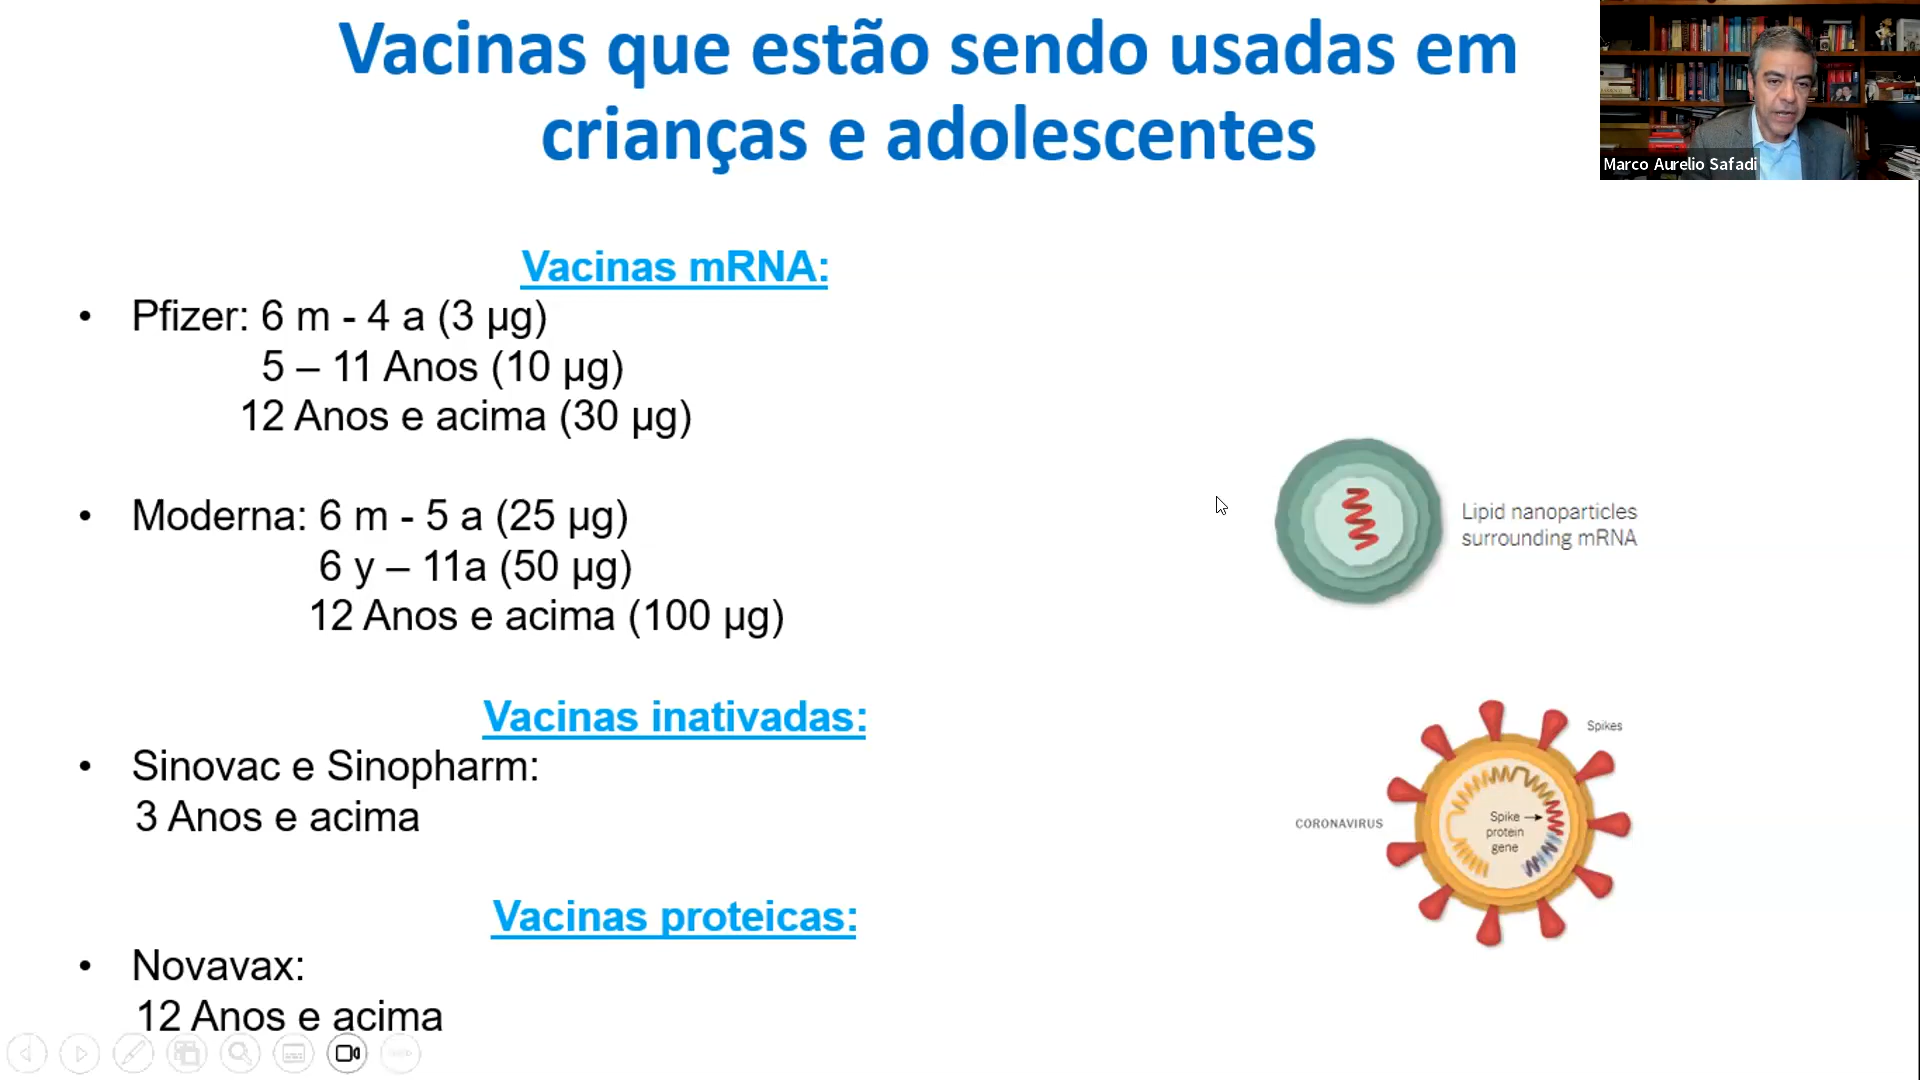 Vacinas que estão sendo usadas em
crianças e adolescentes
Marco Aurelio Safadi
Vacinas mRNA:
• Pfizer: 6 m - 4 a (3 µg)
5 – 11 Anos (10 µg)
12 Anos e acima (30 µg)
• Moderna: 6 m - 5 a (25 µg)
6 y – 11a (50 µg)
12 Anos e acima (100 µg)
Vacinas inativadas:
• Sinovac e Sinopharm:
3 Anos e acima
Vacinas proteicas:
• Novavax:
12 Anos e acima
Lipid nanoparticles
surrounding mRNA
Spikes
CORONAVIRUS
Spike
protein
gene